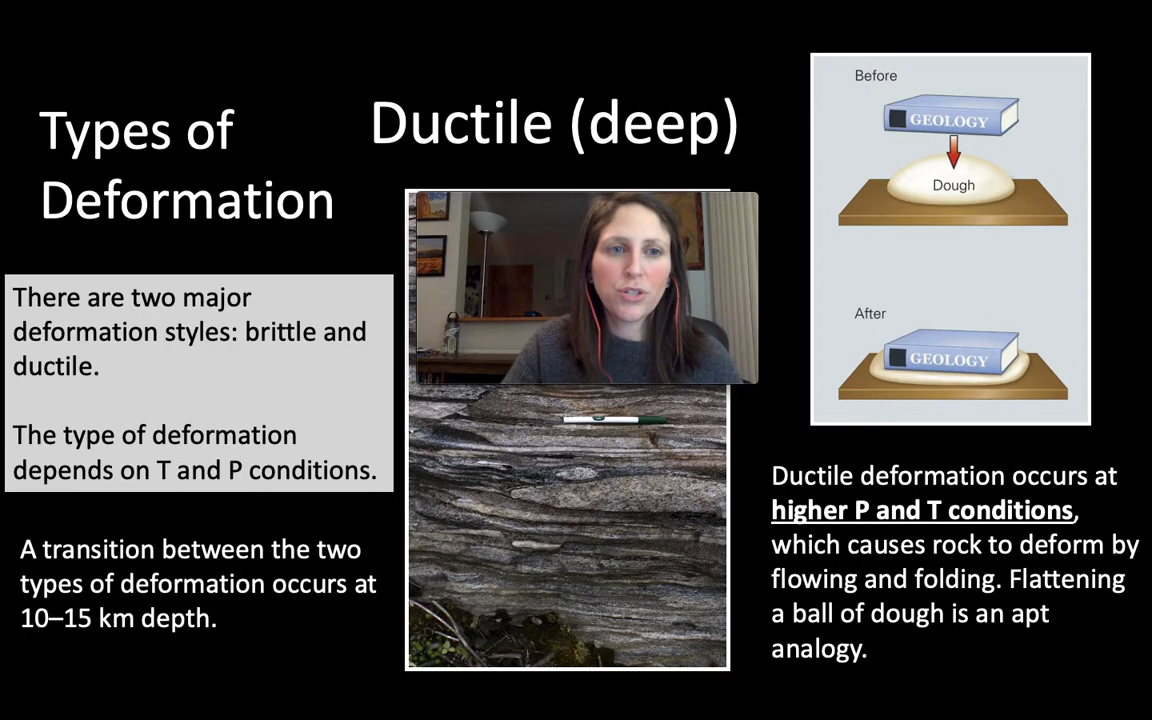 Types of
Deformation
Ductile (deep)
There are two major
deformation styles: brittle and
ductile.
The type of deformation
depends on T and P conditions.
A transition between the two
types of deformation occurs at
10–15 km depth.
Before
GEOLOGY
Dough
After
GEOLOGY
Ductile deformation occurs at
higher P and T conditions,
which causes rock to deform by
flowing and folding. Flattening
a ball of dough is an apt
analogy.